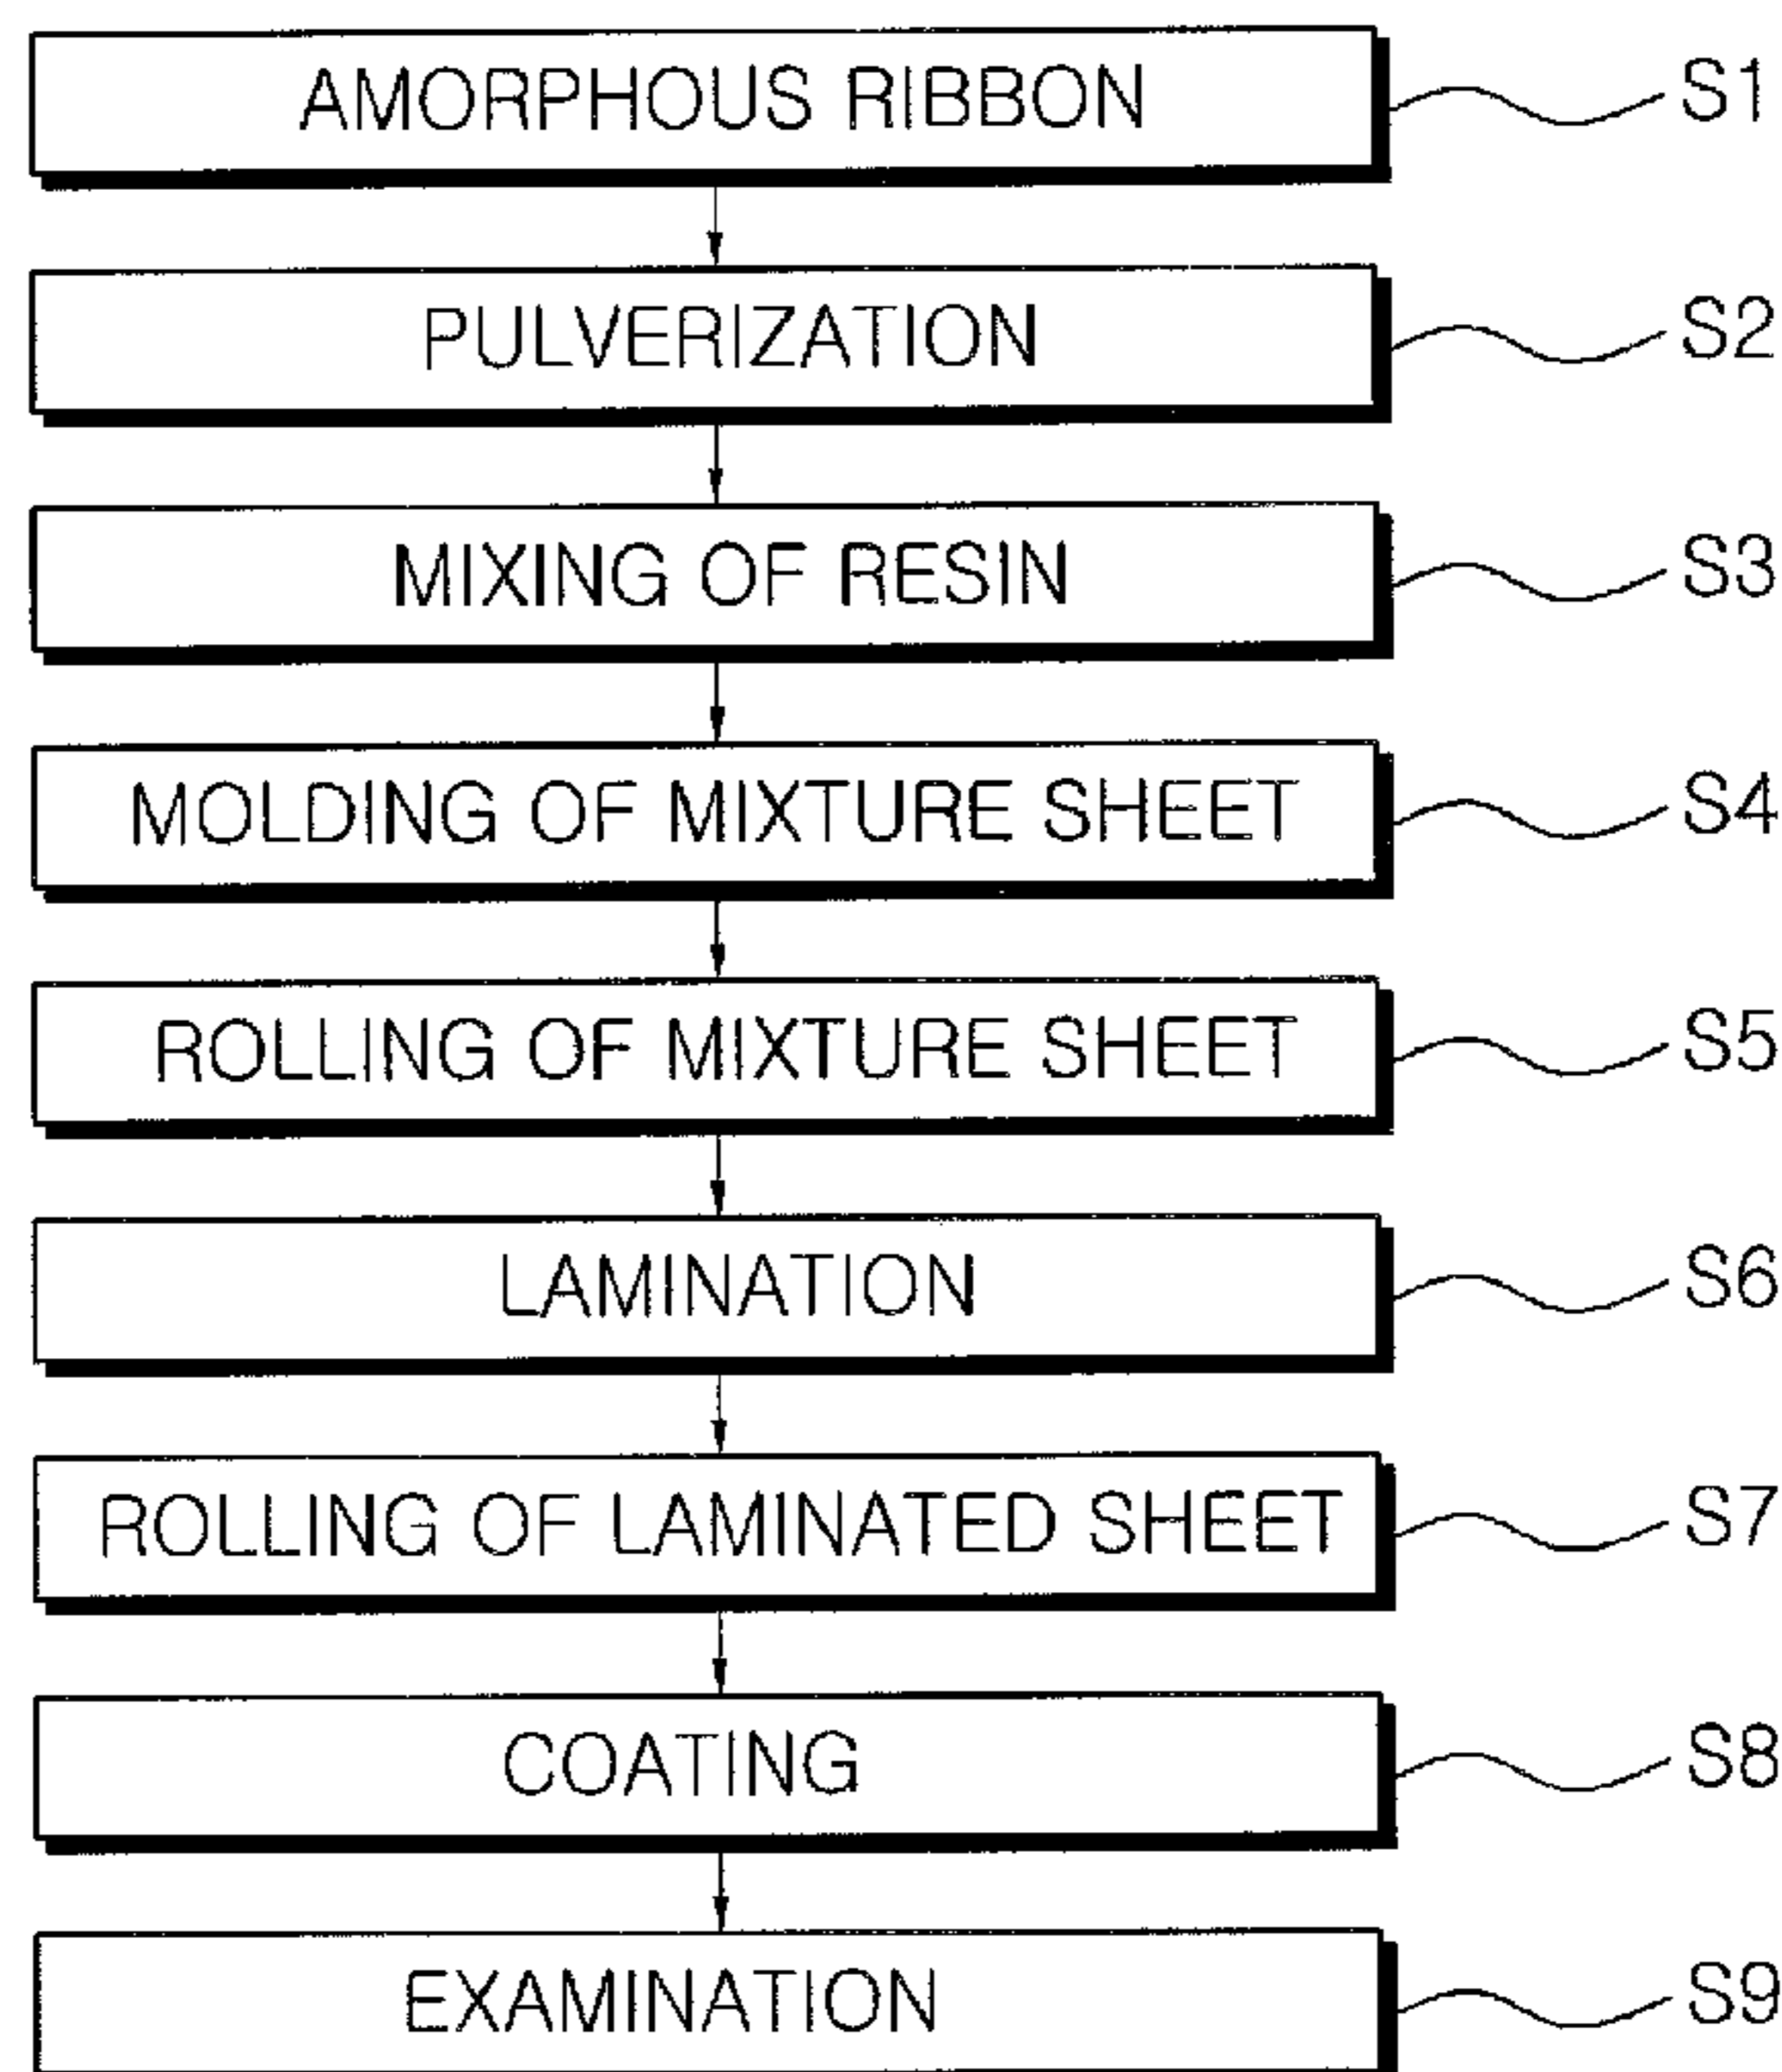 AMORPHOUS RIBBON S1
PULVERIZATION S2
MIXING OF RESIN S3
MOLDING OF MIXTURE SHEET S4
ROLLING OF MIXTURE SHEET S5
LAMINATION S6
ROLLING OF LAMINATED SHEET S7
COATING S8
EXAMINATION S9